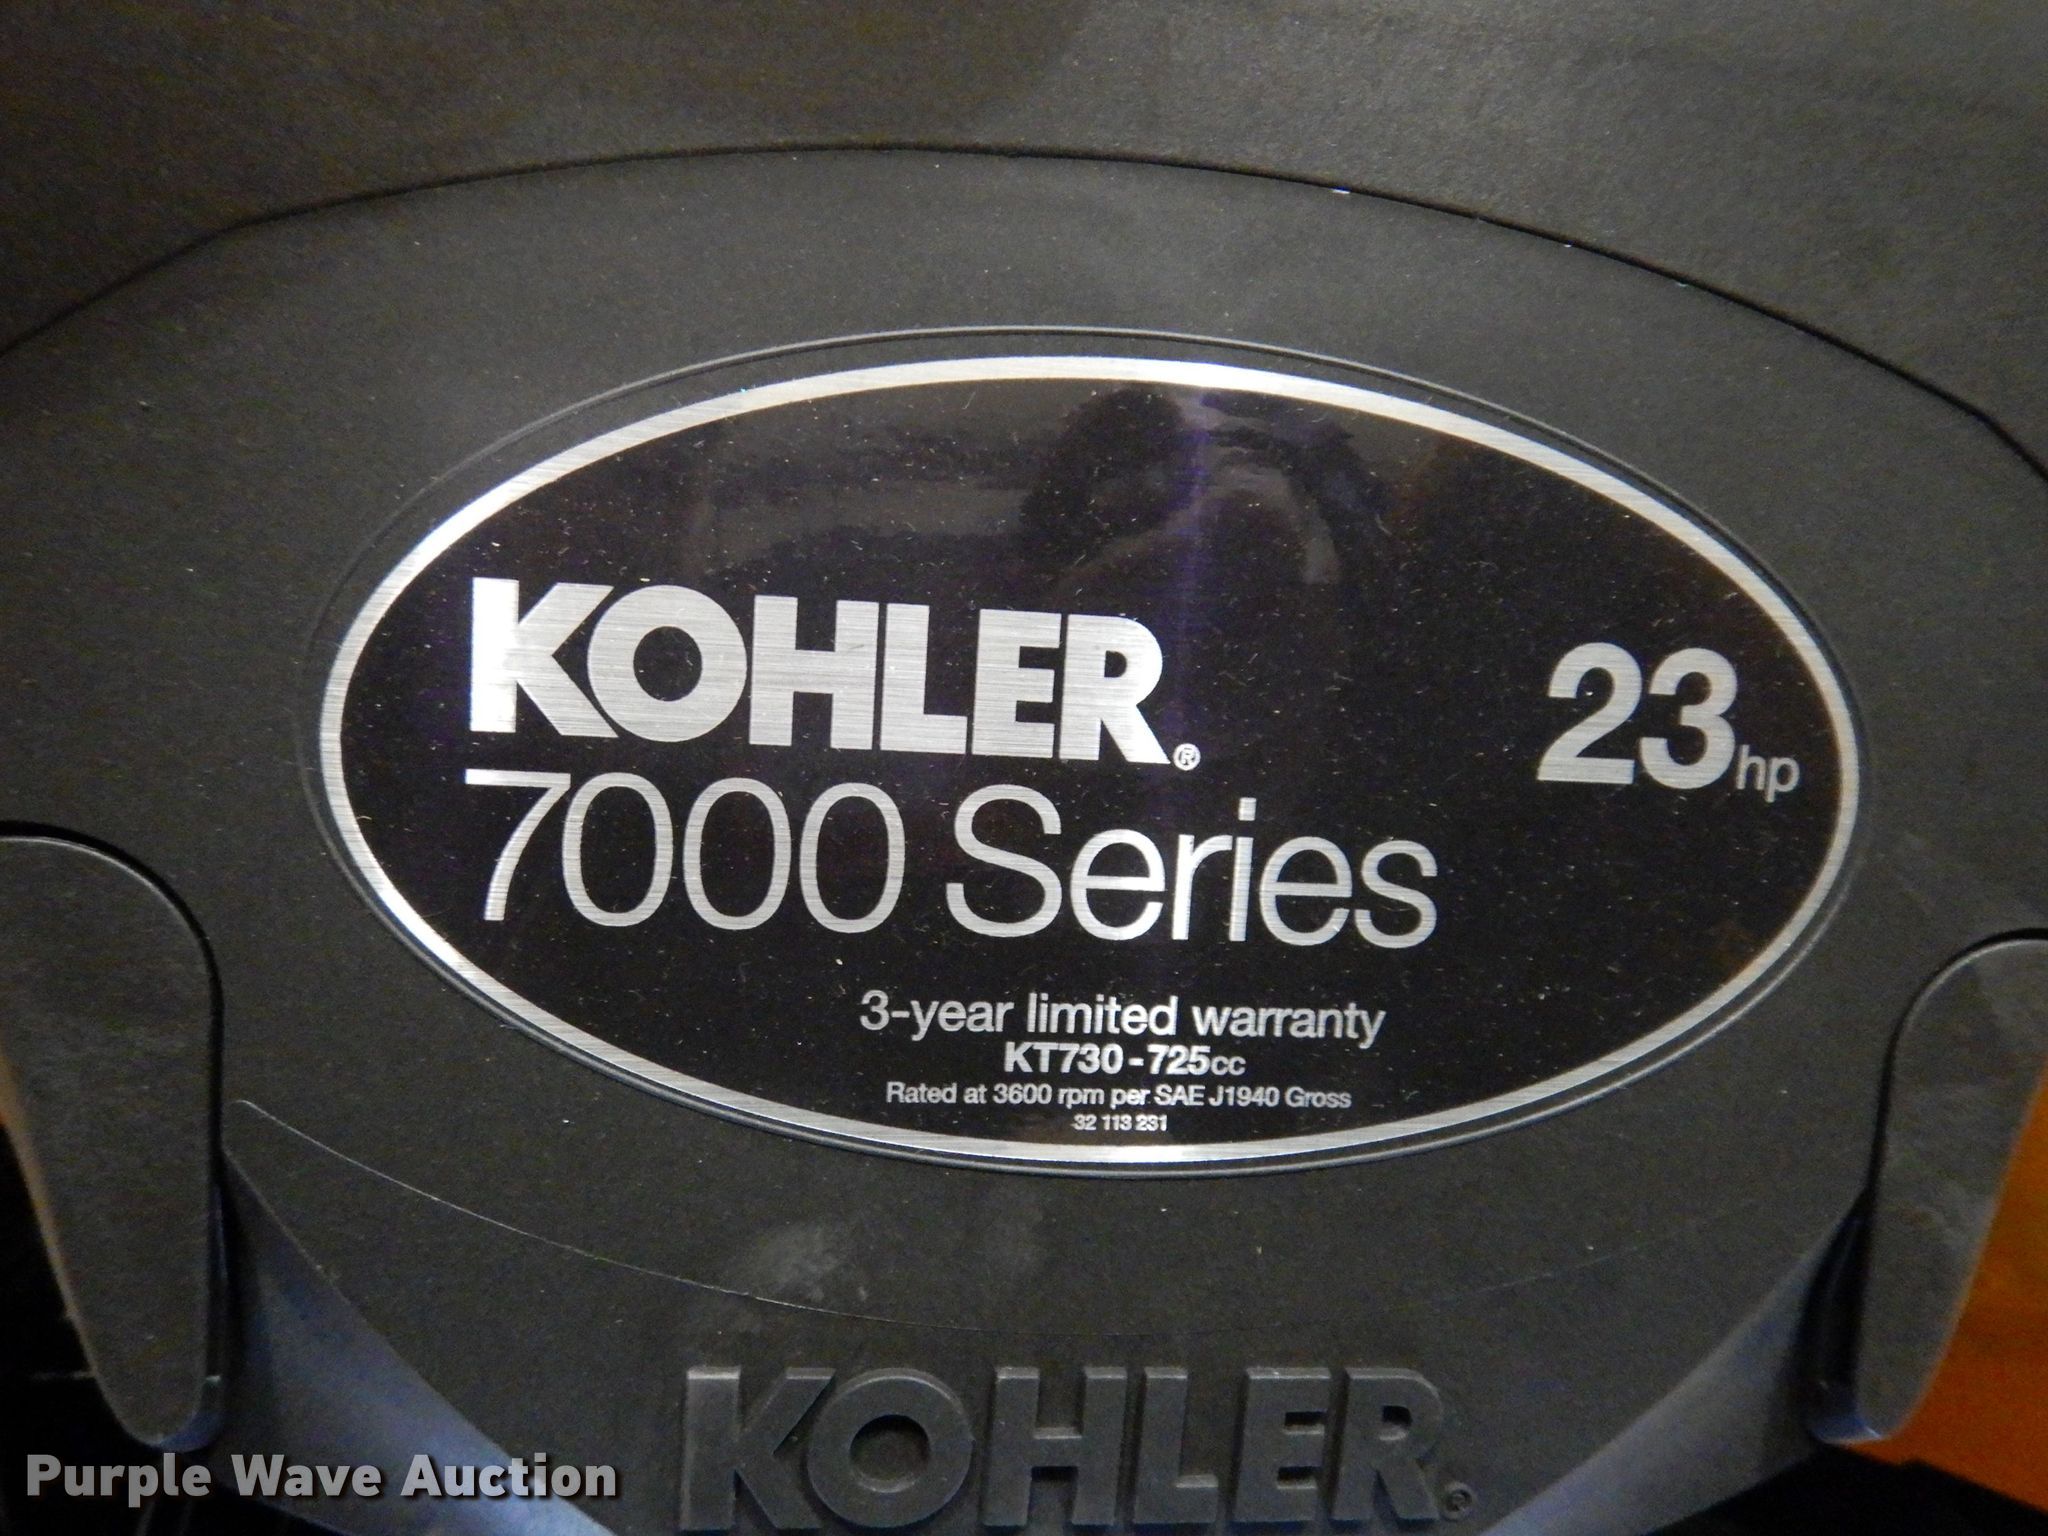 KOHLER®
7000 Series
23hp
3-year limited warranty
KT730-725cc
Rated at 3600 rpm per SAE J1940 Gross
32 113 231
KOHLER®
Purple Wave Auction